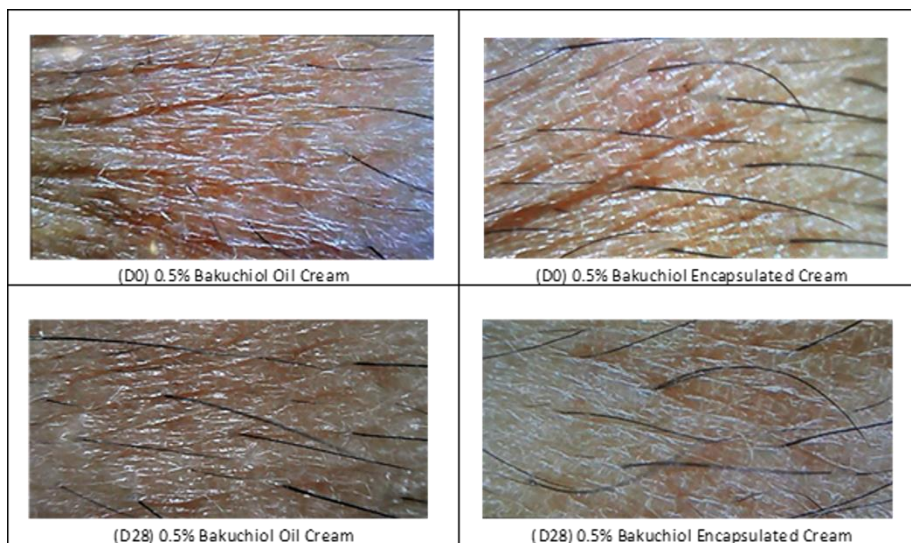 (D0) 0.5% Bakuchiol Oil Cream
(D0) 0.5% Bakuchiol Encapsulated Cream
(D28) 0.5% Bakuchiol Oil Cream
(D28) 0.5% Bakuchiol Encapsulated Cream